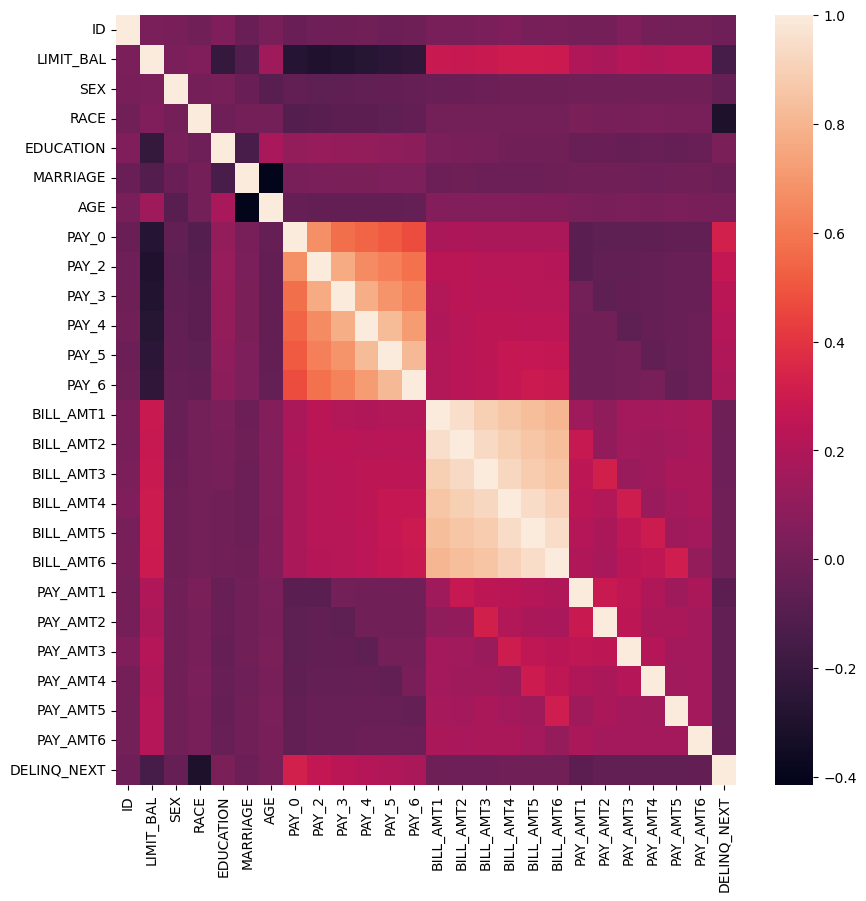 ID
LIMIT_BAL
SEX
RACE
EDUCATION
MARRIAGE
AGE
PAY_0
PAY_2
PAY_3
PAY_4
PAY_5
PAY_6
BILL_AMT1
BILL_AMT2
BILL_AMT3
BILL_AMT4
BILL_AMT5
BILL_AMT6
PAY_AMT1
PAY_AMT2
PAY_AMT3
PAY_AMT4
PAY_AMT5
PAY_AMT6
DELINQ_NEXT
ID
LIMIT_BAL
SEX
RACE
EDUCATION
MARRIAGE
AGE
PAY_0
PAY_2
PAY_3
PAY_4
PAY_5
PAY_6
BILL_AMT1
BILL_AMT2
BILL_AMT3
BILL_AMT4
BILL_AMT5
BILL_AMT6
PAY_AMT1
PAY_AMT2
PAY_AMT3
PAY_AMT4
PAY_AMT5
PAY_AMT6
DELINQ_NEXT
1.0
0.8
0.6
0.4
0.2
0.0
−0.2
−0.4